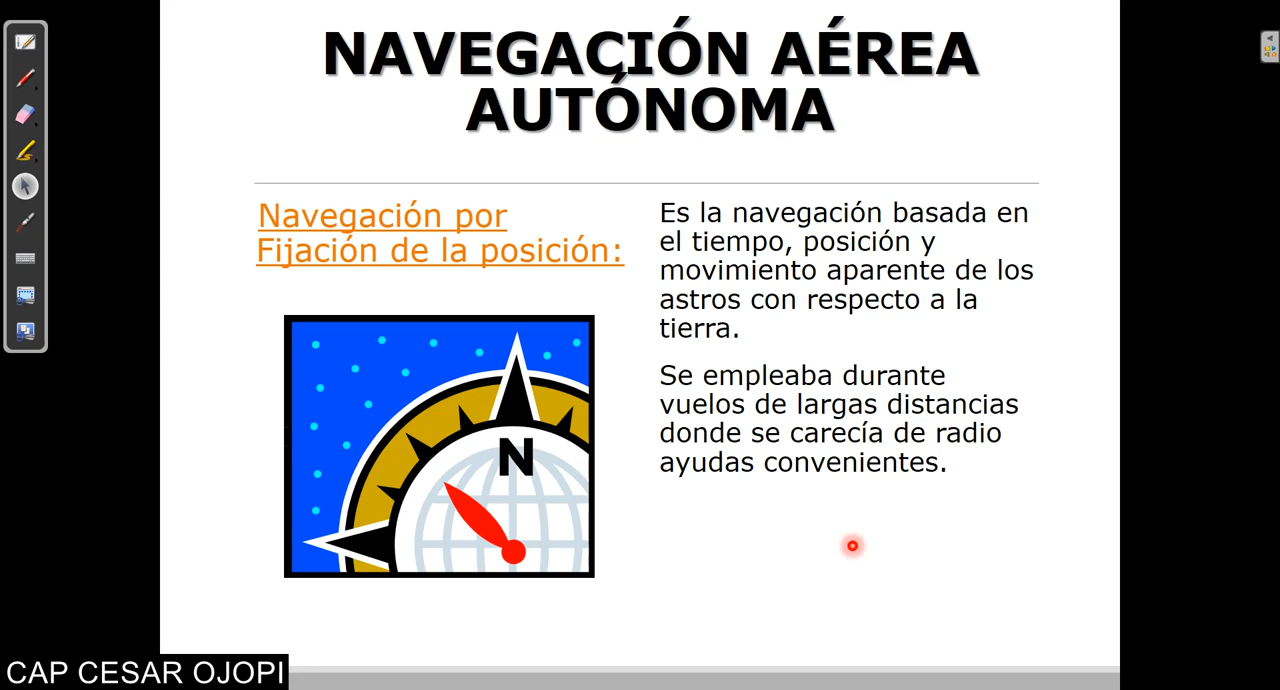 NAVEGACIÓN AÉREA
AUTÓNOMA
Navegación por
Fijación de la posición:
Es la navegación basada en
el tiempo, posición y
movimiento aparente de los
astros con respecto a la
tierra.
Se empleaba durante
vuelos de largas distancias
donde se carecía de radio
ayudas convenientes.
N
CAP CESAR OJOPI